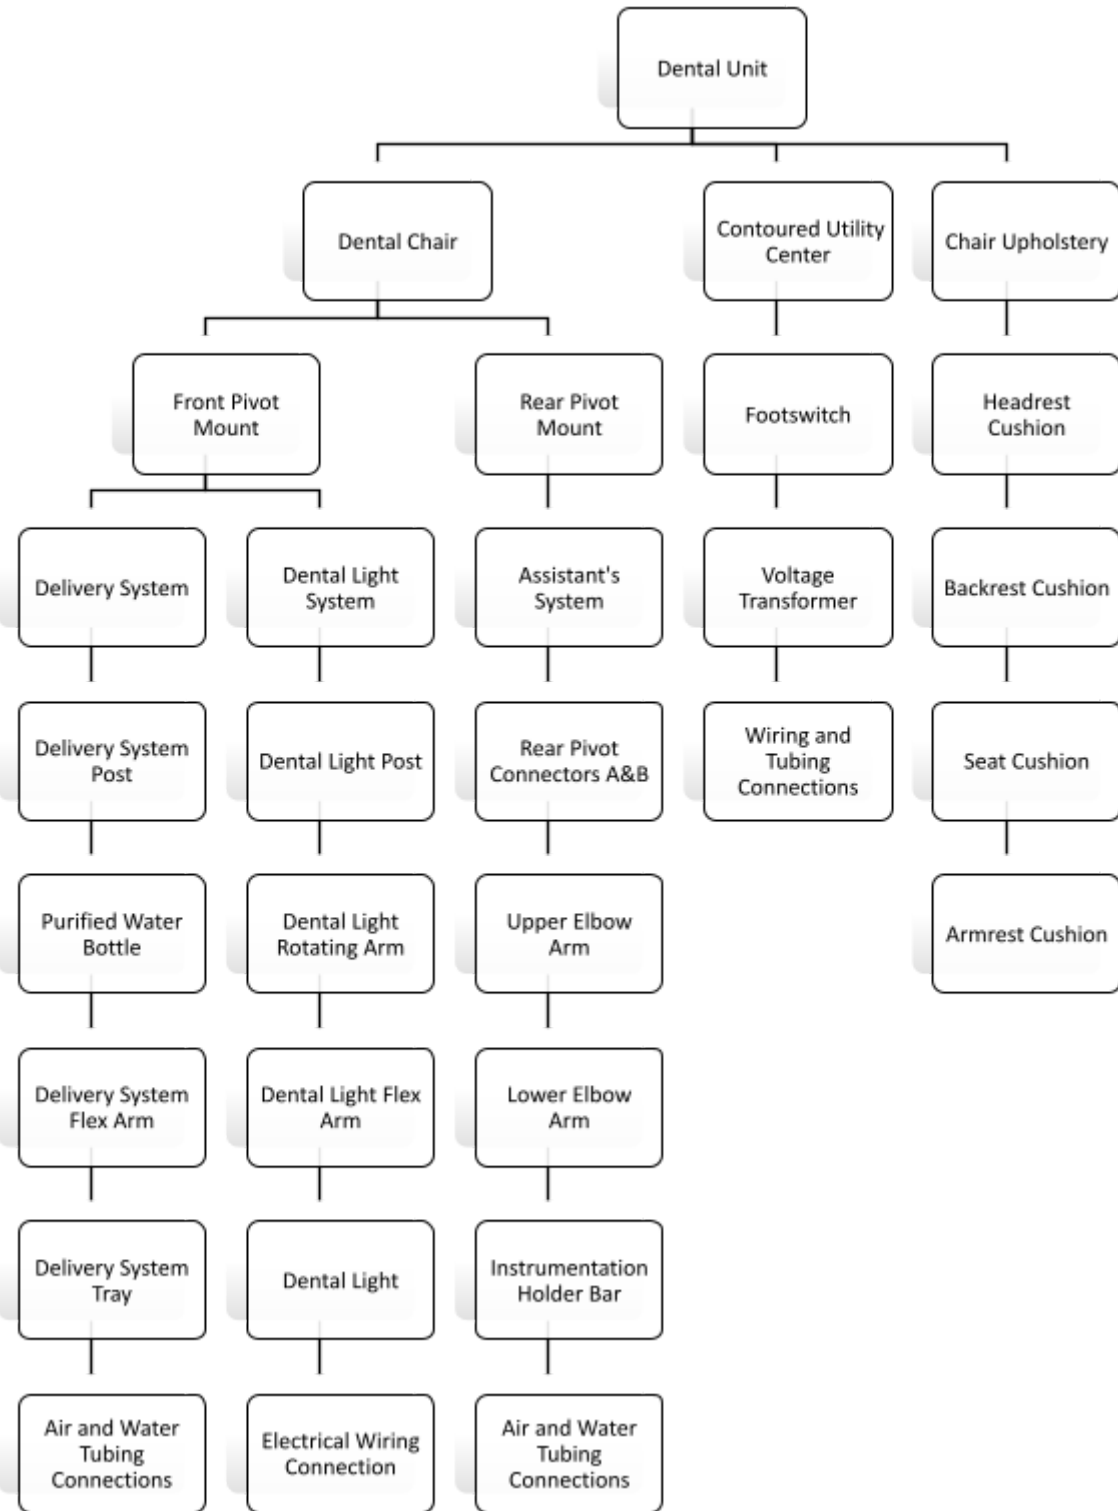 Dental Unit
Dental Chair
Contoured Utility
Center
Chair Upholstery
Front Pivot
Mount
Rear Pivot
Mount
Footswitch
Headrest
Cushion
Delivery System
Dental Light
System
Assistant's
System
Voltage
Transformer
Backrest Cushion
Delivery System
Post
Dental Light Post
Rear Pivot
Connectors A&B
Wiring and
Tubing
Connections
Seat Cushion
Purified Water
Bottle
Dental Light
Rotating Arm
Upper Elbow
Arm
Armrest Cushion
Delivery System
Flex Arm
Dental Light Flex
Arm
Lower Elbow
Arm
Delivery System
Tray
Dental Light
Instrumentation
Holder Bar
Air and Water
Tubing
Connections
Electrical Wiring
Connection
Air and Water
Tubing
Connections